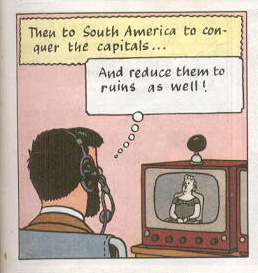 Then to South America to con-
quer the capitals...
And reduce them to
ruins as well!